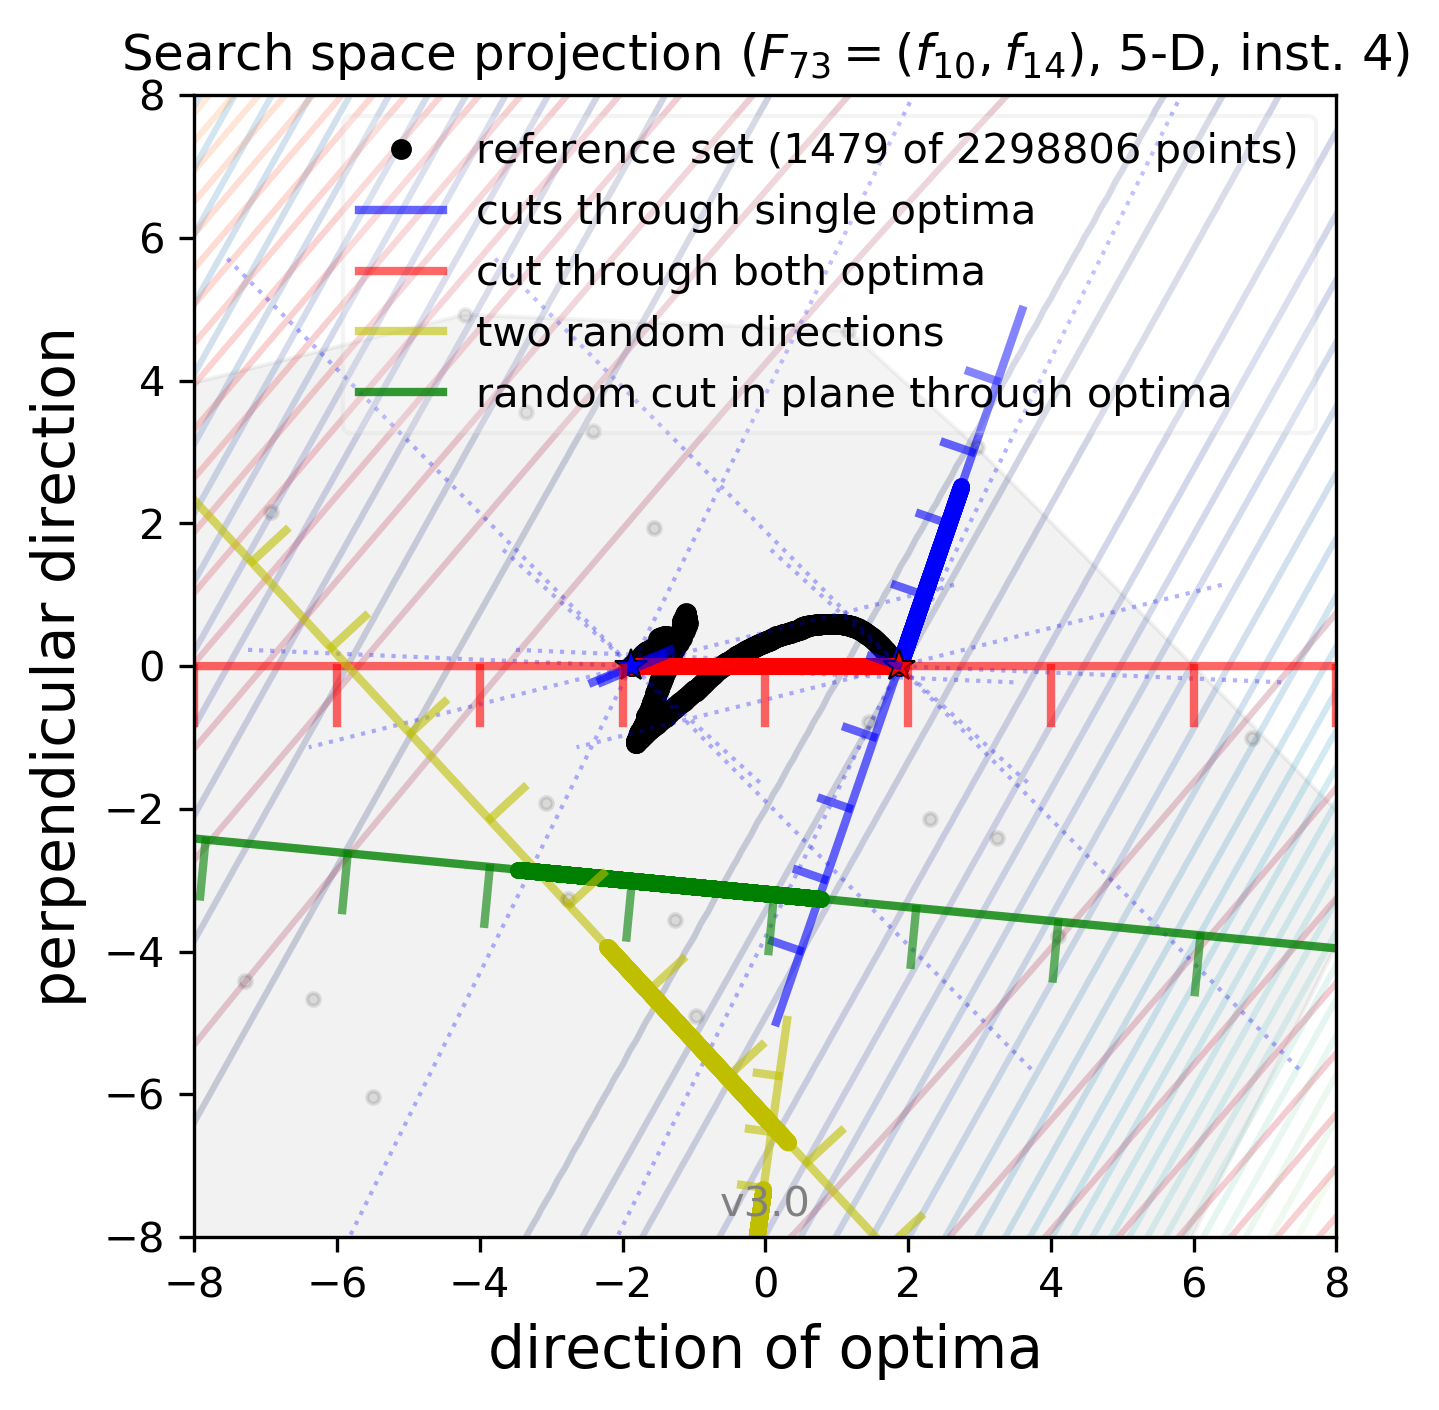 Search space projection (F₇₃ = (f₁₀, f₁₄), 5-D, inst. 4)
reference set (1479 of 2298806 points)
cuts through single optima
cut through both optima
two random directions
random cut in plane through optima
8
6
4
2
0
−2
−4
−6
−8
perpendicular direction
v3.0
−8 −6 −4 −2 0 2 4 6 8
direction of optima